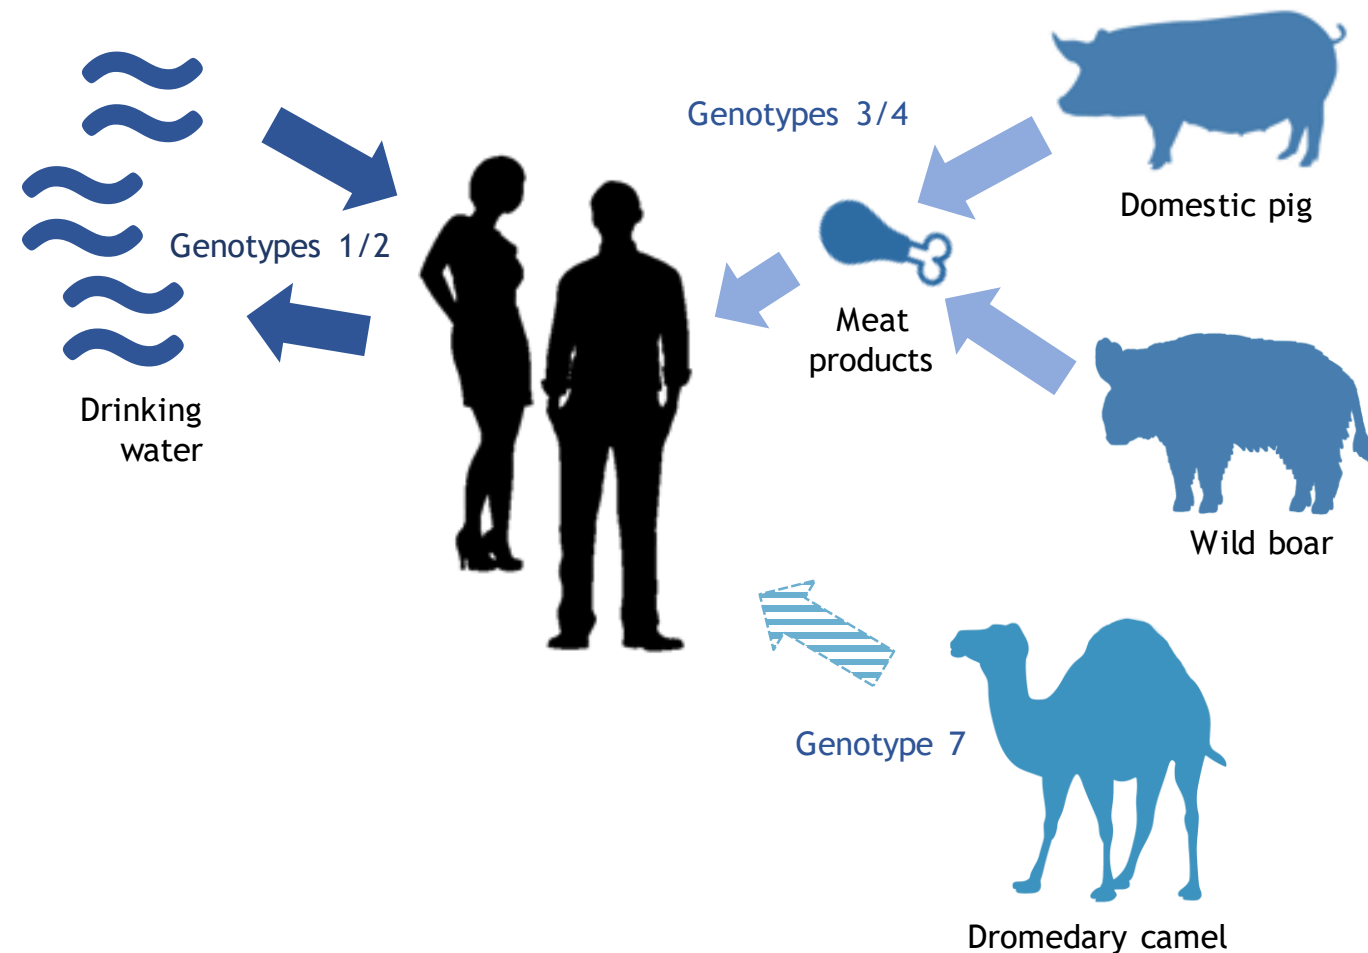 Genotypes 3/4
Domestic pig
Genotypes 1/2
Meat
products
Drinking
water
Wild boar
Genotype 7
Dromedary camel